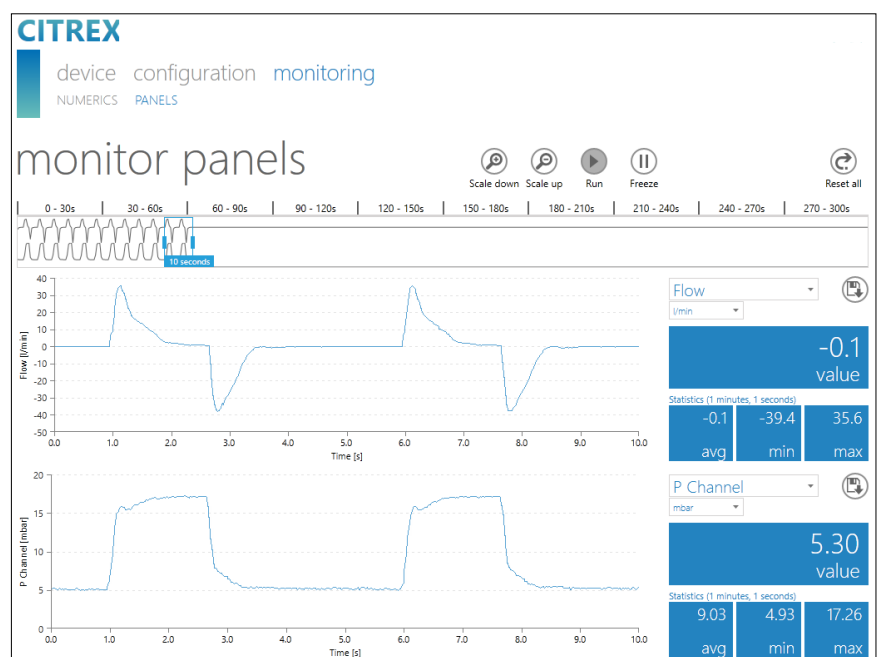 CITREX
device configuration monitoring
NUMERICS PANELS
monitor panels
Scale down Scale up Run Freeze Reset all
0 - 30s 30 - 60s 60 - 90s 90 - 120s 120 - 150s 150 - 180s 180 - 210s 210 - 240s 240 - 270s 270 - 300s
10 seconds
40
30
20
10
0
-10
-20
-30
-40
-50
Flow [l/min]
0.0 1.0 2.0 3.0 4.0 5.0 6.0 7.0 8.0 9.0 10.0
Time [s]
Flow
l/min
-0.1
value
Statistics (1 minutes, 1 seconds)
-0.1 -39.4 35.6
avg min max
20
15
10
5
0
P Channel [mbar]
0.0 1.0 2.0 3.0 4.0 5.0 6.0 7.0 8.0 9.0 10.0
Time [s]
P Channel
mbar
5.30
value
Statistics (1 minutes, 1 seconds)
9.03 4.93 17.26
avg min max